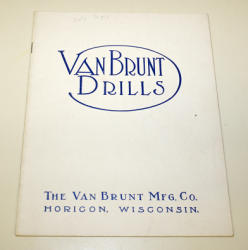 VAN BRUNT
DRILLS
THE VAN BRUNT MFG. CO.
HORICON, WISCONSIN.